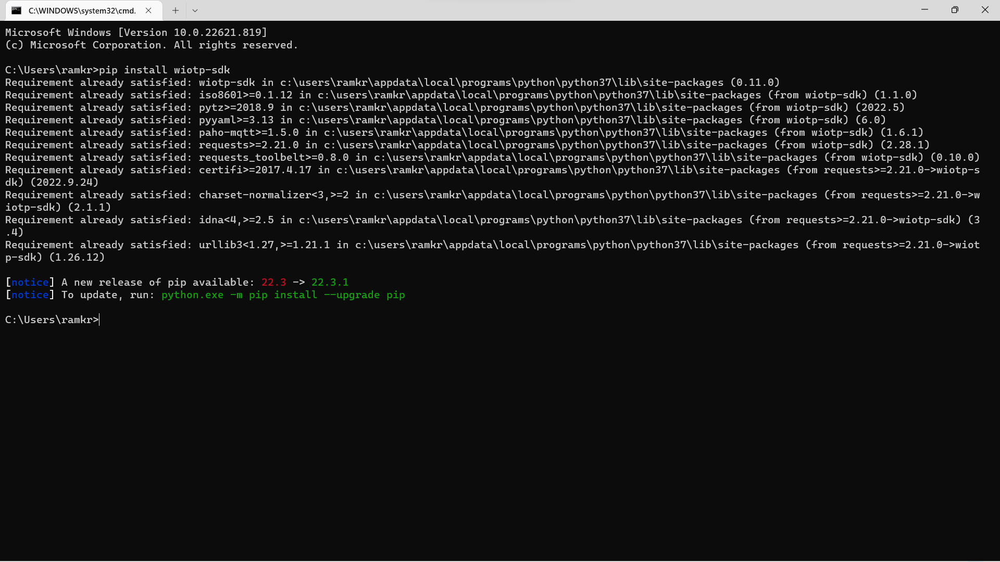 C:\WINDOWS\system32\cmd.
Microsoft Windows [Version 10.0.22621.819]
(c) Microsoft Corporation. All rights reserved.
C:\Users\ramkr>pip install wiotp-sdk
Requirement already satisfied: wiotp-sdk in c:\users\ramkr\appdata\local\programs\python\python37\lib\site-packages (0.11.0)
Requirement already satisfied: iso8601>=0.1.12 in c:\users\ramkr\appdata\local\programs\python\python37\lib\site-packages (from wiotp-sdk) (1.1.0)
Requirement already satisfied: pytz>=2018.9 in c:\users\ramkr\appdata\local\programs\python\python37\lib\site-packages (from wiotp-sdk) (2022.5)
Requirement already satisfied: pyyaml>=3.13 in c:\users\ramkr\appdata\local\programs\python\python37\lib\site-packages (from wiotp-sdk) (6.0)
Requirement already satisfied: paho-mqtt>=1.5.0 in c:\users\ramkr\appdata\local\programs\python\python37\lib\site-packages (from wiotp-sdk) (1.6.1)
Requirement already satisfied: requests>=2.21.0 in c:\users\ramkr\appdata\local\programs\python\python37\lib\site-packages (from wiotp-sdk) (2.28.1)
Requirement already satisfied: requests_toolbelt>=0.8.0 in c:\users\ramkr\appdata\local\programs\python\python37\lib\site-packages (from wiotp-sdk) (0.10.0)
Requirement already satisfied: certifi>=2017.4.17 in c:\users\ramkr\appdata\local\programs\python\python37\lib\site-packages (from requests>=2.21.0->wiotp-s
dk) (2022.9.24)
Requirement already satisfied: charset-normalizer<3,>=2 in c:\users\ramkr\appdata\local\programs\python\python37\lib\site-packages (from requests>=2.21.0->w
iotp-sdk) (2.1.1)
Requirement already satisfied: idna<4,>=2.5 in c:\users\ramkr\appdata\local\programs\python\python37\lib\site-packages (from requests>=2.21.0->wiotp-sdk) (3
.4)
Requirement already satisfied: urllib3<1.27,>=1.21.1 in c:\users\ramkr\appdata\local\programs\python\python37\lib\site-packages (from requests>=2.21.0->wiot
p-sdk) (1.26.12)
[notice] A new release of pip available: 22.3 -> 22.3.1
[notice] To update, run: python.exe -m pip install --upgrade pip
C:\Users\ramkr>